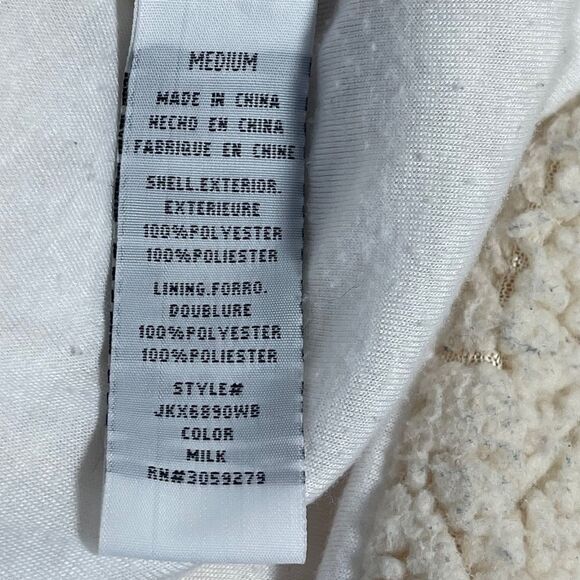 MEDIUM
MADE IN CHINA
HECHO EN CHINA
FABRIQUE EN CHINE
SHELL.EXTERIOR.
EXTERIEURE
100%POLYESTER
100%POLIESTER
LINING.FORRO.
DOUBLURE
100%POLYESTER
100%POLIESTER
STYLE#
JKX6890WB
COLOR
MILK
RN#3059279